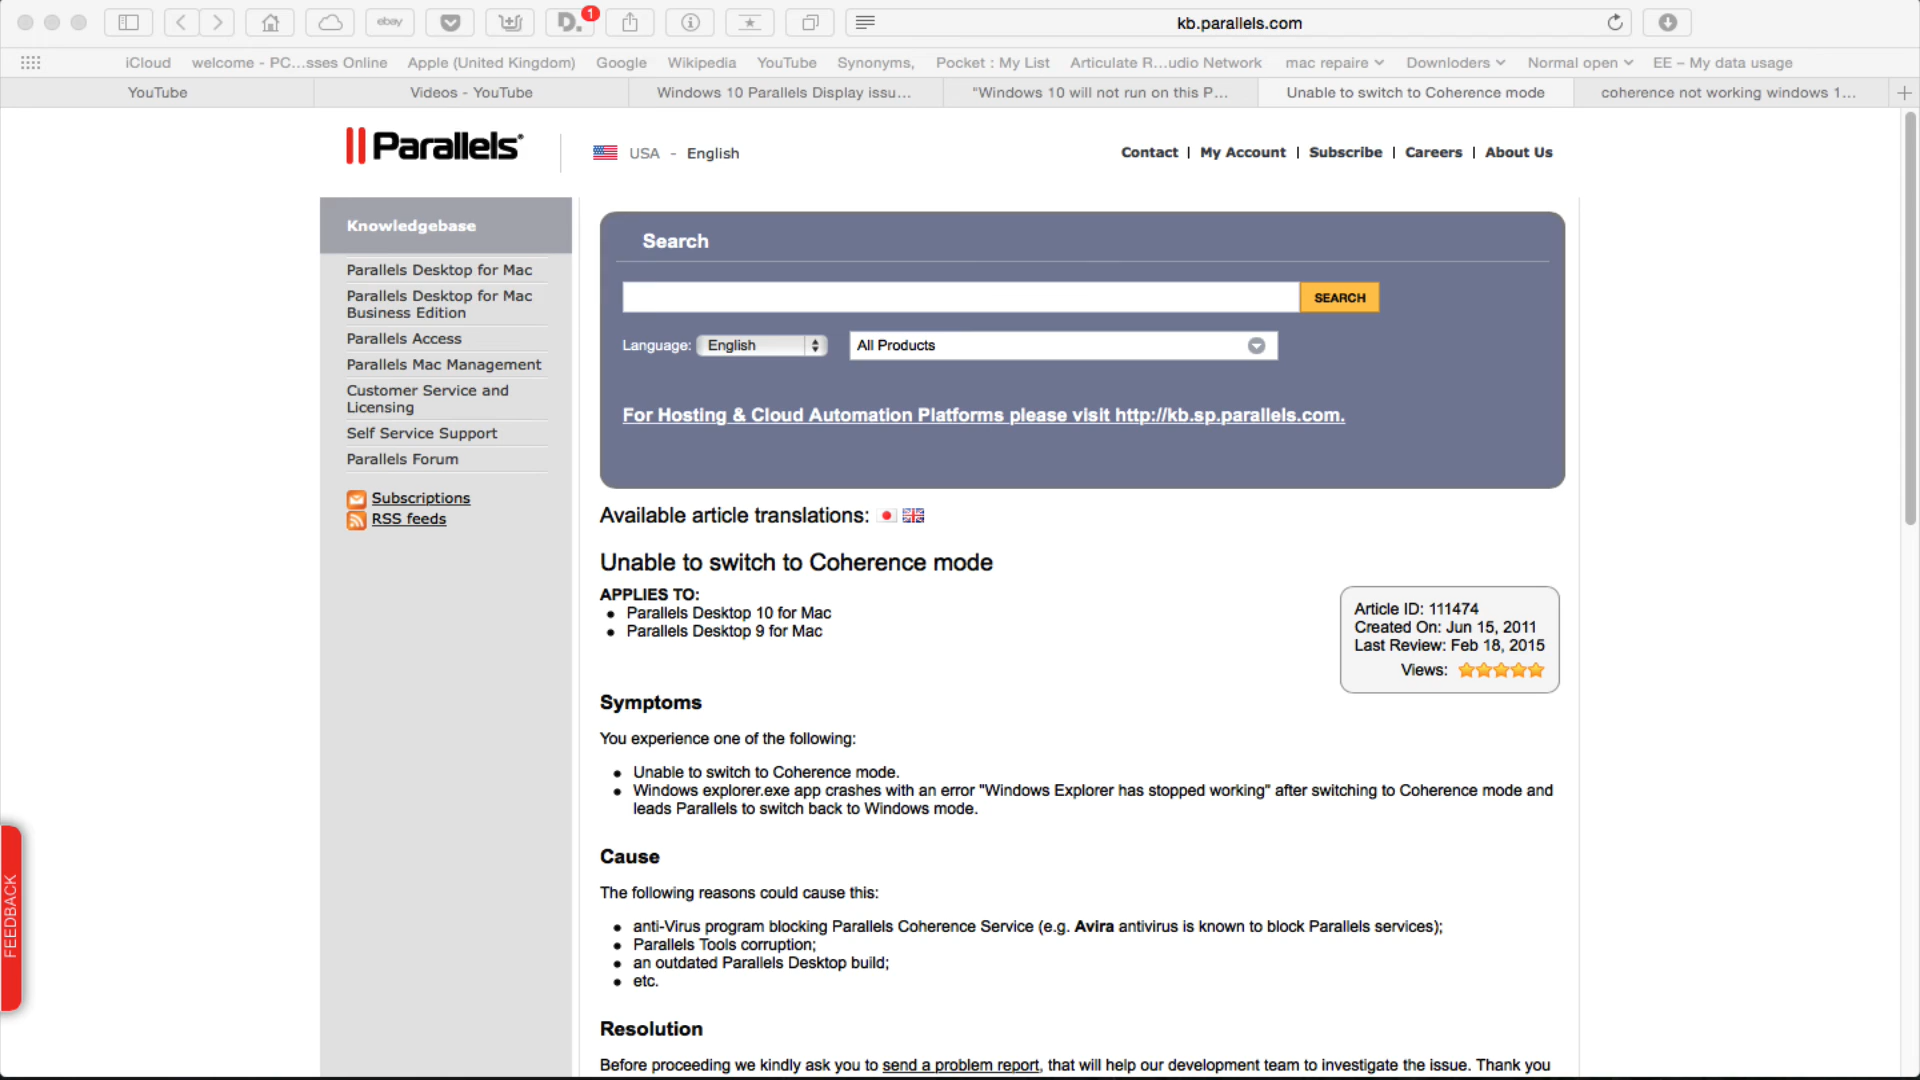 ebay
1
kb.parallels.com
iCloud
welcome - PC...sses Online
Apple (United Kingdom)
Google
Wikipedia
YouTube
Synonyms,
Pocket : My List
Articulate R...udio Network
mac repaire
Downloders
Normal open
EE – My data usage
YouTube
Videos - YouTube
Windows 10 Parallels Display issu...
"Windows 10 will not run on this P...
Unable to switch to Coherence mode
coherence not working windows 1...
Parallels®
USA - English
Contact | My Account | Subscribe | Careers | About Us
Knowledgebase
Parallels Desktop for Mac
Parallels Desktop for Mac
Business Edition
Parallels Access
Parallels Mac Management
Customer Service and
Licensing
Self Service Support
Parallels Forum
Subscriptions
RSS feeds
Search
SEARCH
Language: English
All Products
For Hosting & Cloud Automation Platforms please visit http://kb.sp.parallels.com.
Available article translations:
Unable to switch to Coherence mode
APPLIES TO:
• Parallels Desktop 10 for Mac
• Parallels Desktop 9 for Mac
Article ID: 111474
Created On: Jun 15, 2011
Last Review: Feb 18, 2015
Views:
Symptoms
You experience one of the following:
• Unable to switch to Coherence mode.
• Windows explorer.exe app crashes with an error "Windows Explorer has stopped working" after switching to Coherence mode and
leads Parallels to switch back to Windows mode.
Cause
The following reasons could cause this:
• anti-Virus program blocking Parallels Coherence Service (e.g. Avira antivirus is known to block Parallels services);
• Parallels Tools corruption;
• an outdated Parallels Desktop build;
• etc.
Resolution
Before proceeding we kindly ask you to send a problem report, that will help our development team to investigate the issue. Thank you
FEEDBACK